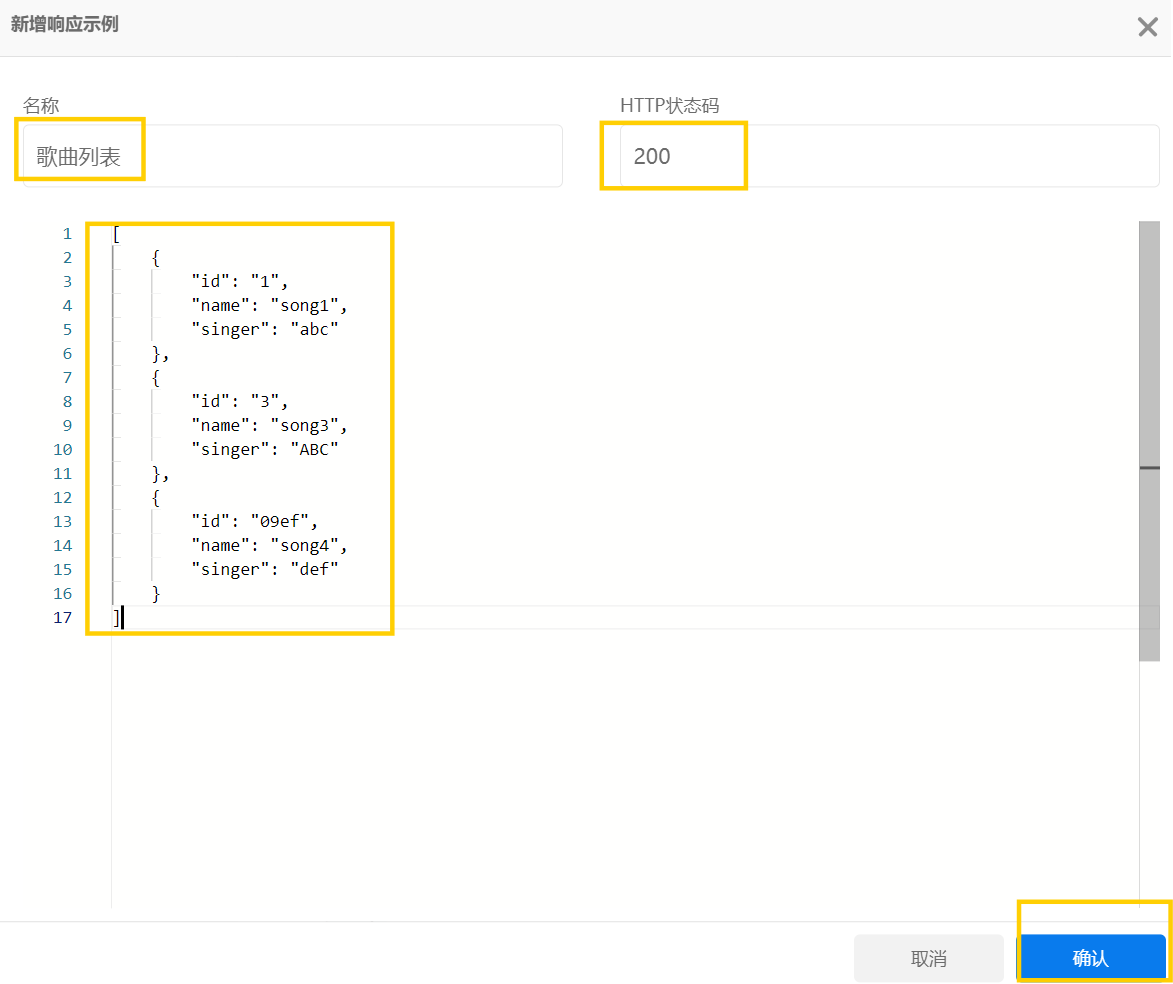 新增响应示例
名称
HTTP状态码
歌曲列表
200
1 [
2     {
3         "id": "1",
4         "name": "song1",
5         "singer": "abc"
6     },
7     {
8         "id": "3",
9         "name": "song3",
10         "singer": "ABC"
11     },
12     {
13         "id": "09ef",
14         "name": "song4",
15         "singer": "def"
16     }
17 ]
取消
确认